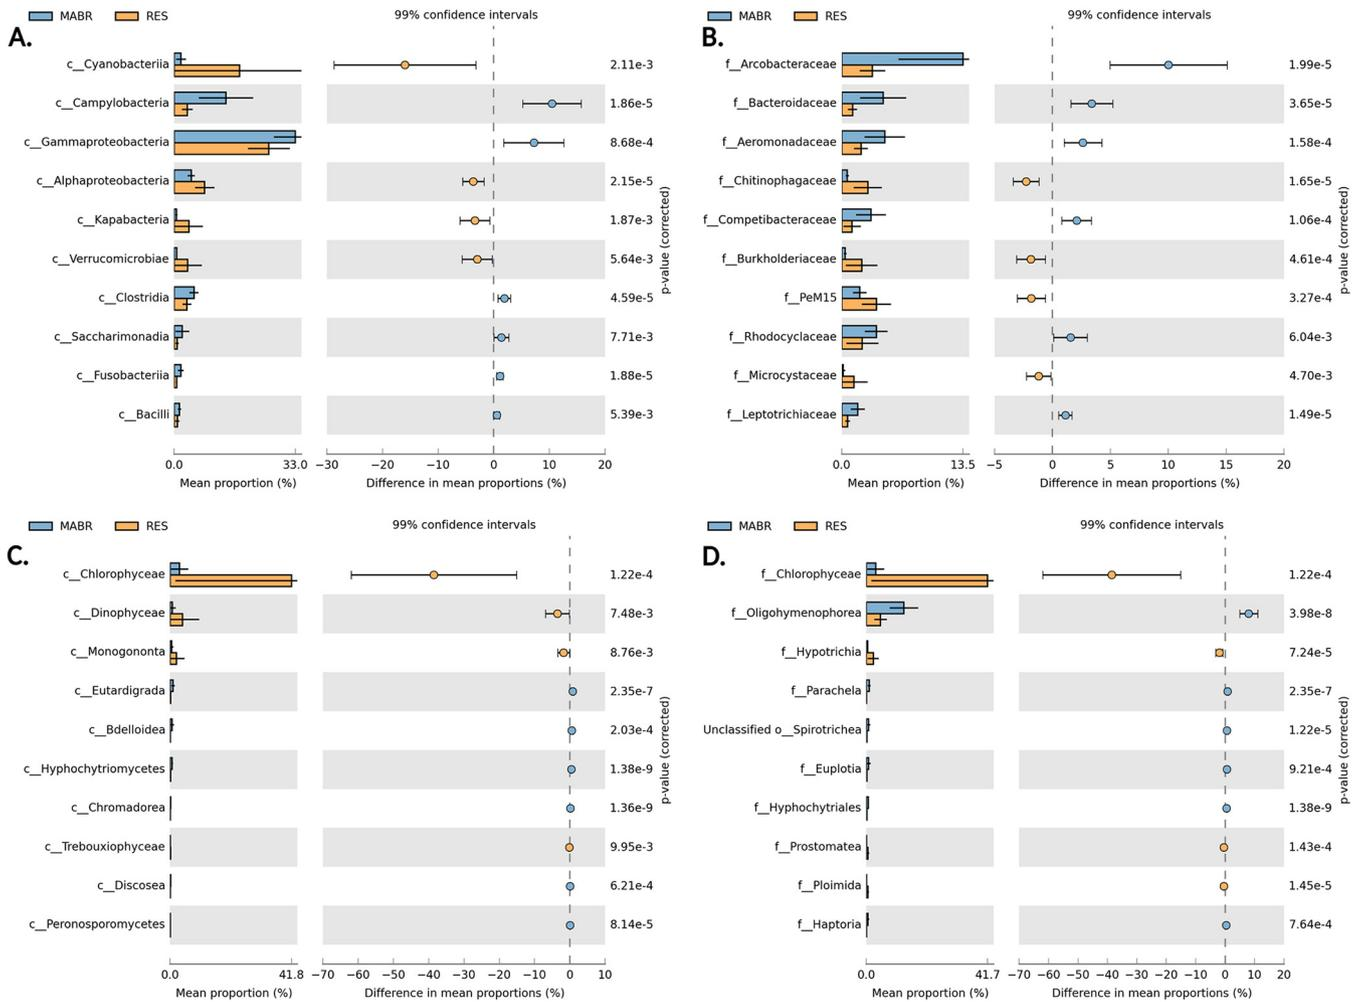 MABR RES 99% confidence intervals
A.
c__Cyanobacteriia 2.11e-3
c__Campylobacteria 1.86e-5
c__Gammaproteobacteria 8.68e-4
c__Alphaproteobacteria 2.15e-5
c__Kapabacteria 1.87e-3
c__Verrucomicrobiae 5.64e-3
c__Clostridia 4.59e-5
c__Saccharimonadia 7.71e-3
c__Fusobacteriia 1.88e-5
c__Bacilli 5.39e-3
p-value (corrected)
0.0 33.0 −30 −20 −10 0 10 20
Mean proportion (%) Difference in mean proportions (%)
MABR RES 99% confidence intervals
B.
f__Arcobacteraceae 1.99e-5
f__Bacteroidaceae 3.65e-5
f__Aeromonadaceae 1.58e-4
f__Chitinophagaceae 1.65e-5
f__Competibacteraceae 1.06e-4
f__Burkholderiaceae 4.61e-4
f__PeM15 3.27e-4
f__Rhodocyclaceae 6.04e-3
f__Microcystaceae 4.70e-3
f__Leptotrichiaceae 1.49e-5
p-value (corrected)
0.0 13.5 −5 0 5 10 15 20
Mean proportion (%) Difference in mean proportions (%)
MABR RES 99% confidence intervals
C.
c__Chlorophyceae 1.22e-4
c__Dinophyceae 7.48e-3
c__Monogononta 8.76e-3
c__Eutardigrada 2.35e-7
c__Bdelloidea 2.03e-4
c__Hyphochytriomycetes 1.38e-9
c__Chromadorea 1.36e-9
c__Trebouxiophyceae 9.95e-3
c__Discosea 6.21e-4
c__Peronosporomycetes 8.14e-5
p-value (corrected)
0.0 41.8 −70 −60 −50 −40 −30 −20 −10 0 10
Mean proportion (%) Difference in mean proportions (%)
MABR RES 99% confidence intervals
D.
f__Chlorophyceae 1.22e-4
f__Oligohymenophorea 3.98e-8
f__Hypotrichia 7.24e-5
f__Parachela 2.35e-7
Unclassified o__Spirotrichea 1.22e-5
f__Euplotia 9.21e-4
f__Hyphochytriales 1.38e-9
f__Prostomatea 1.43e-4
f__Ploimida 1.45e-5
f__Haptoria 7.64e-4
p-value (corrected)
0.0 41.7 −70 −60 −50 −40 −30 −20 −10 0 10 20
Mean proportion (%) Difference in mean proportions (%)